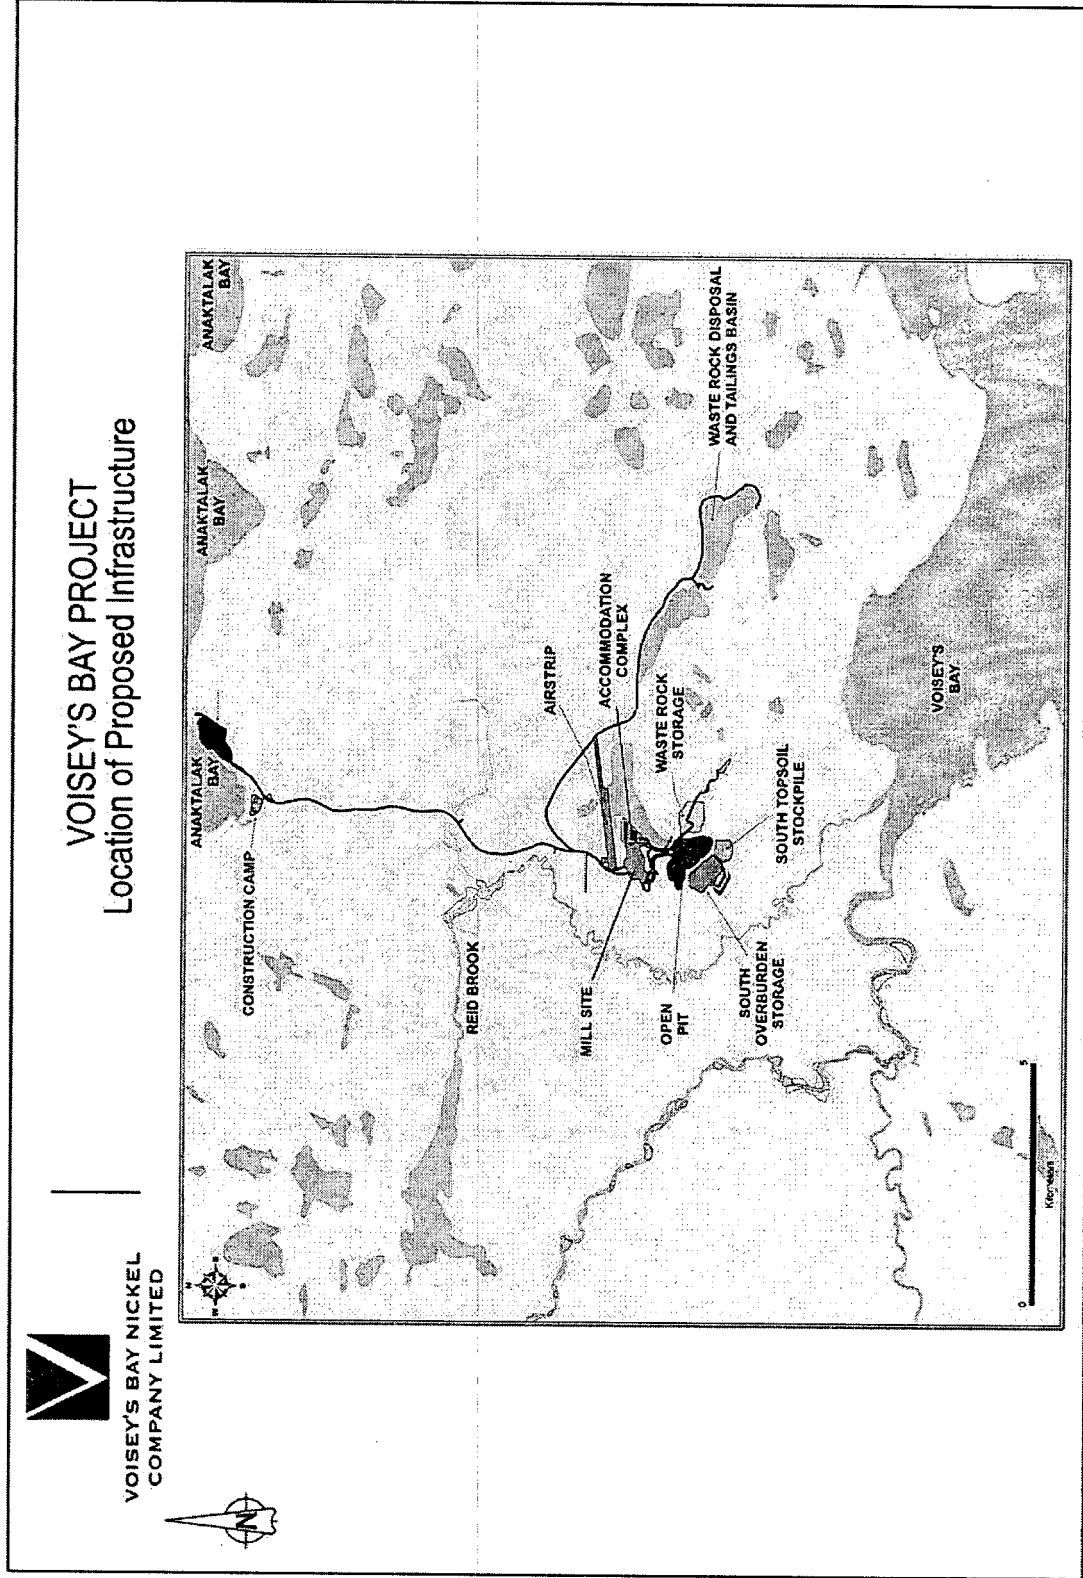 VOISEY'S BAY NICKEL
COMPANY LIMITED
VOISEY'S BAY PROJECT
Location of Proposed Infrastructure
N
N
W
S
ANAKTALAK
BAY
ANAKTALAK
BAY
ANAKTALAK
BAY
CONSTRUCTION CAMP
REID BROOK
AIRSTRIP
MILL SITE
ACCOMMODATION
COMPLEX
OPEN
PIT
WASTE ROCK
STORAGE
WASTE ROCK DISPOSAL
AND TAILINGS BASIN
SOUTH
OVERBURDEN
STORAGE
SOUTH TOPSOIL
STOCKPILE
VOISEY'S
BAY
0
5
Kilometers